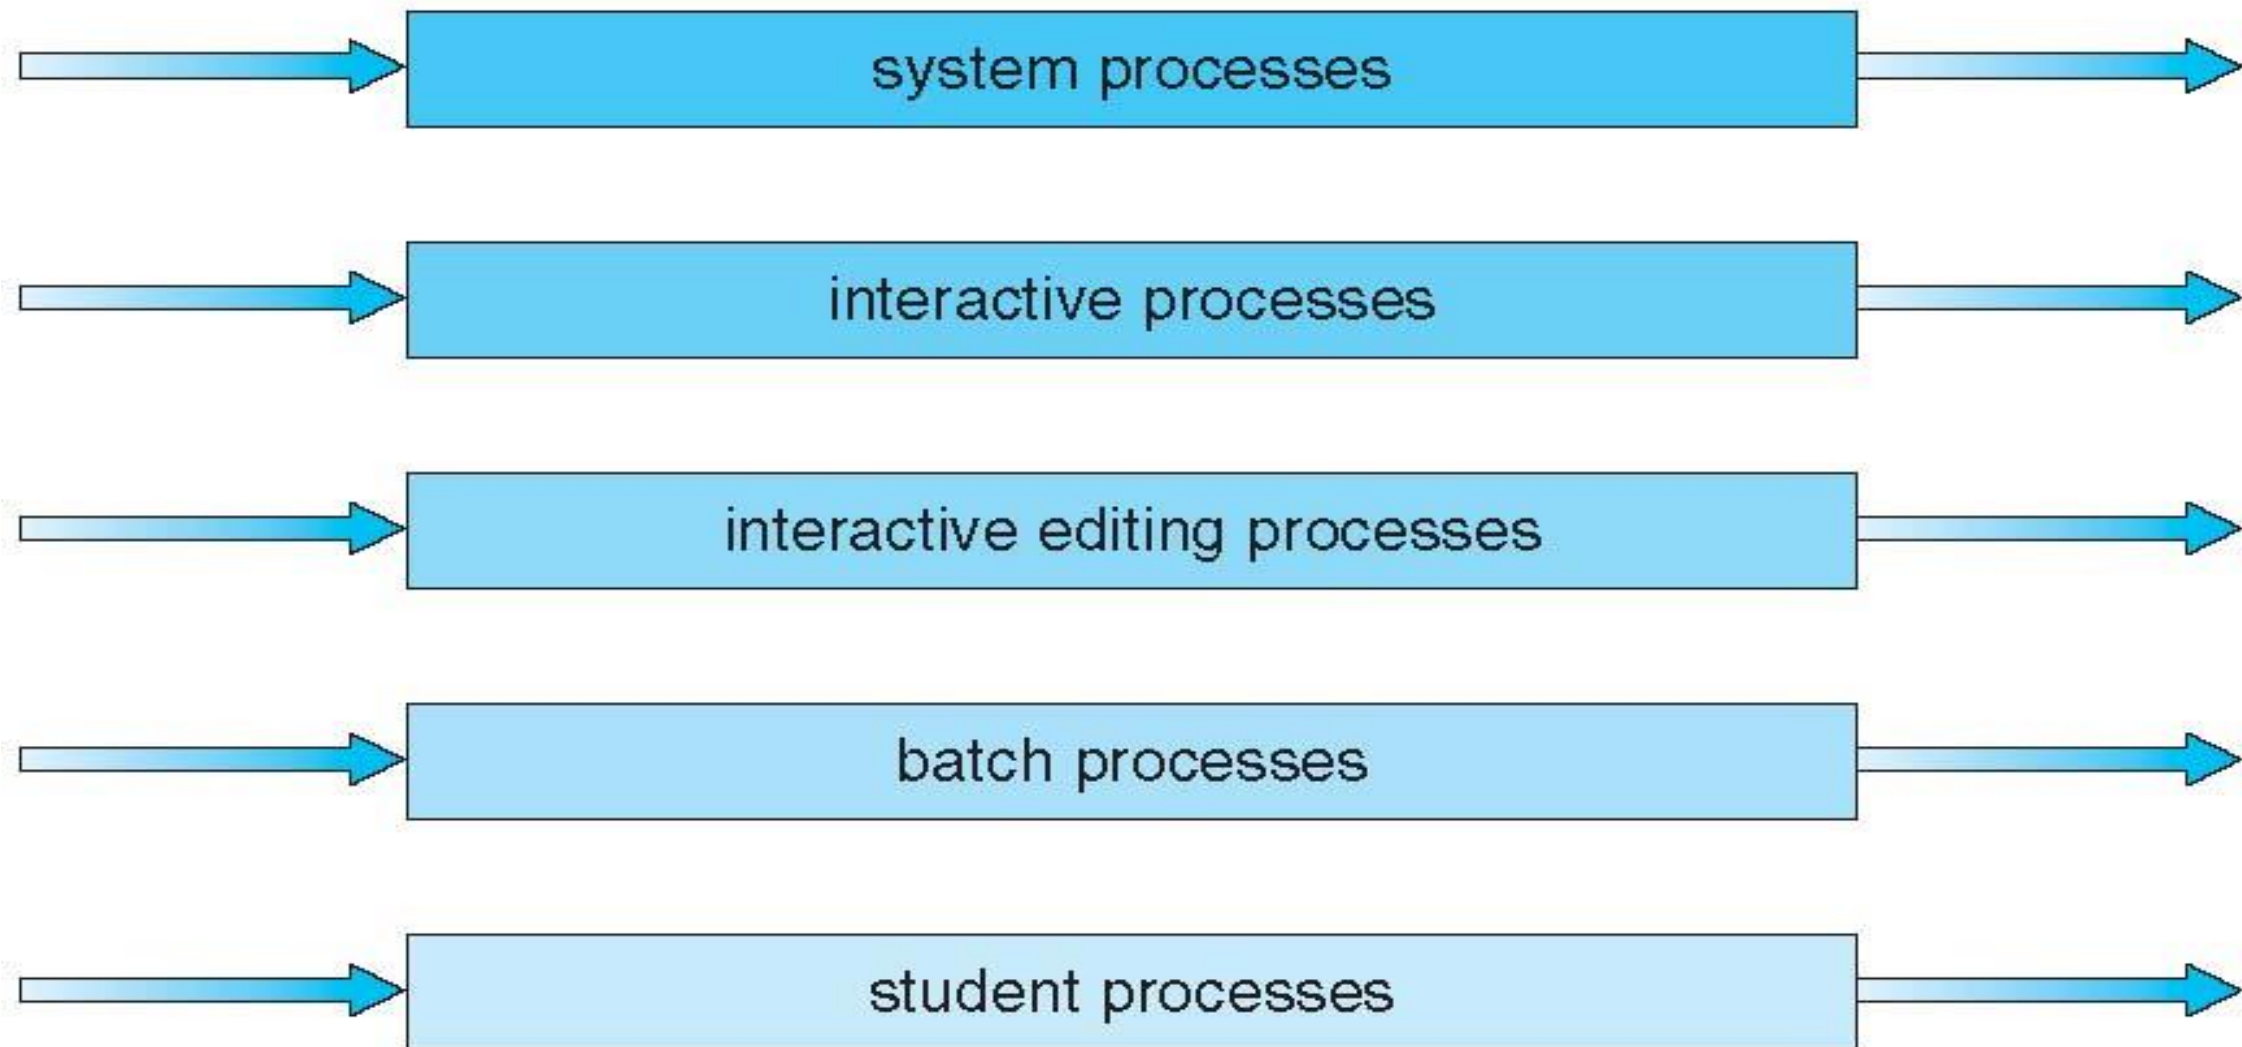 system processes
interactive processes
interactive editing processes
batch processes
student processes